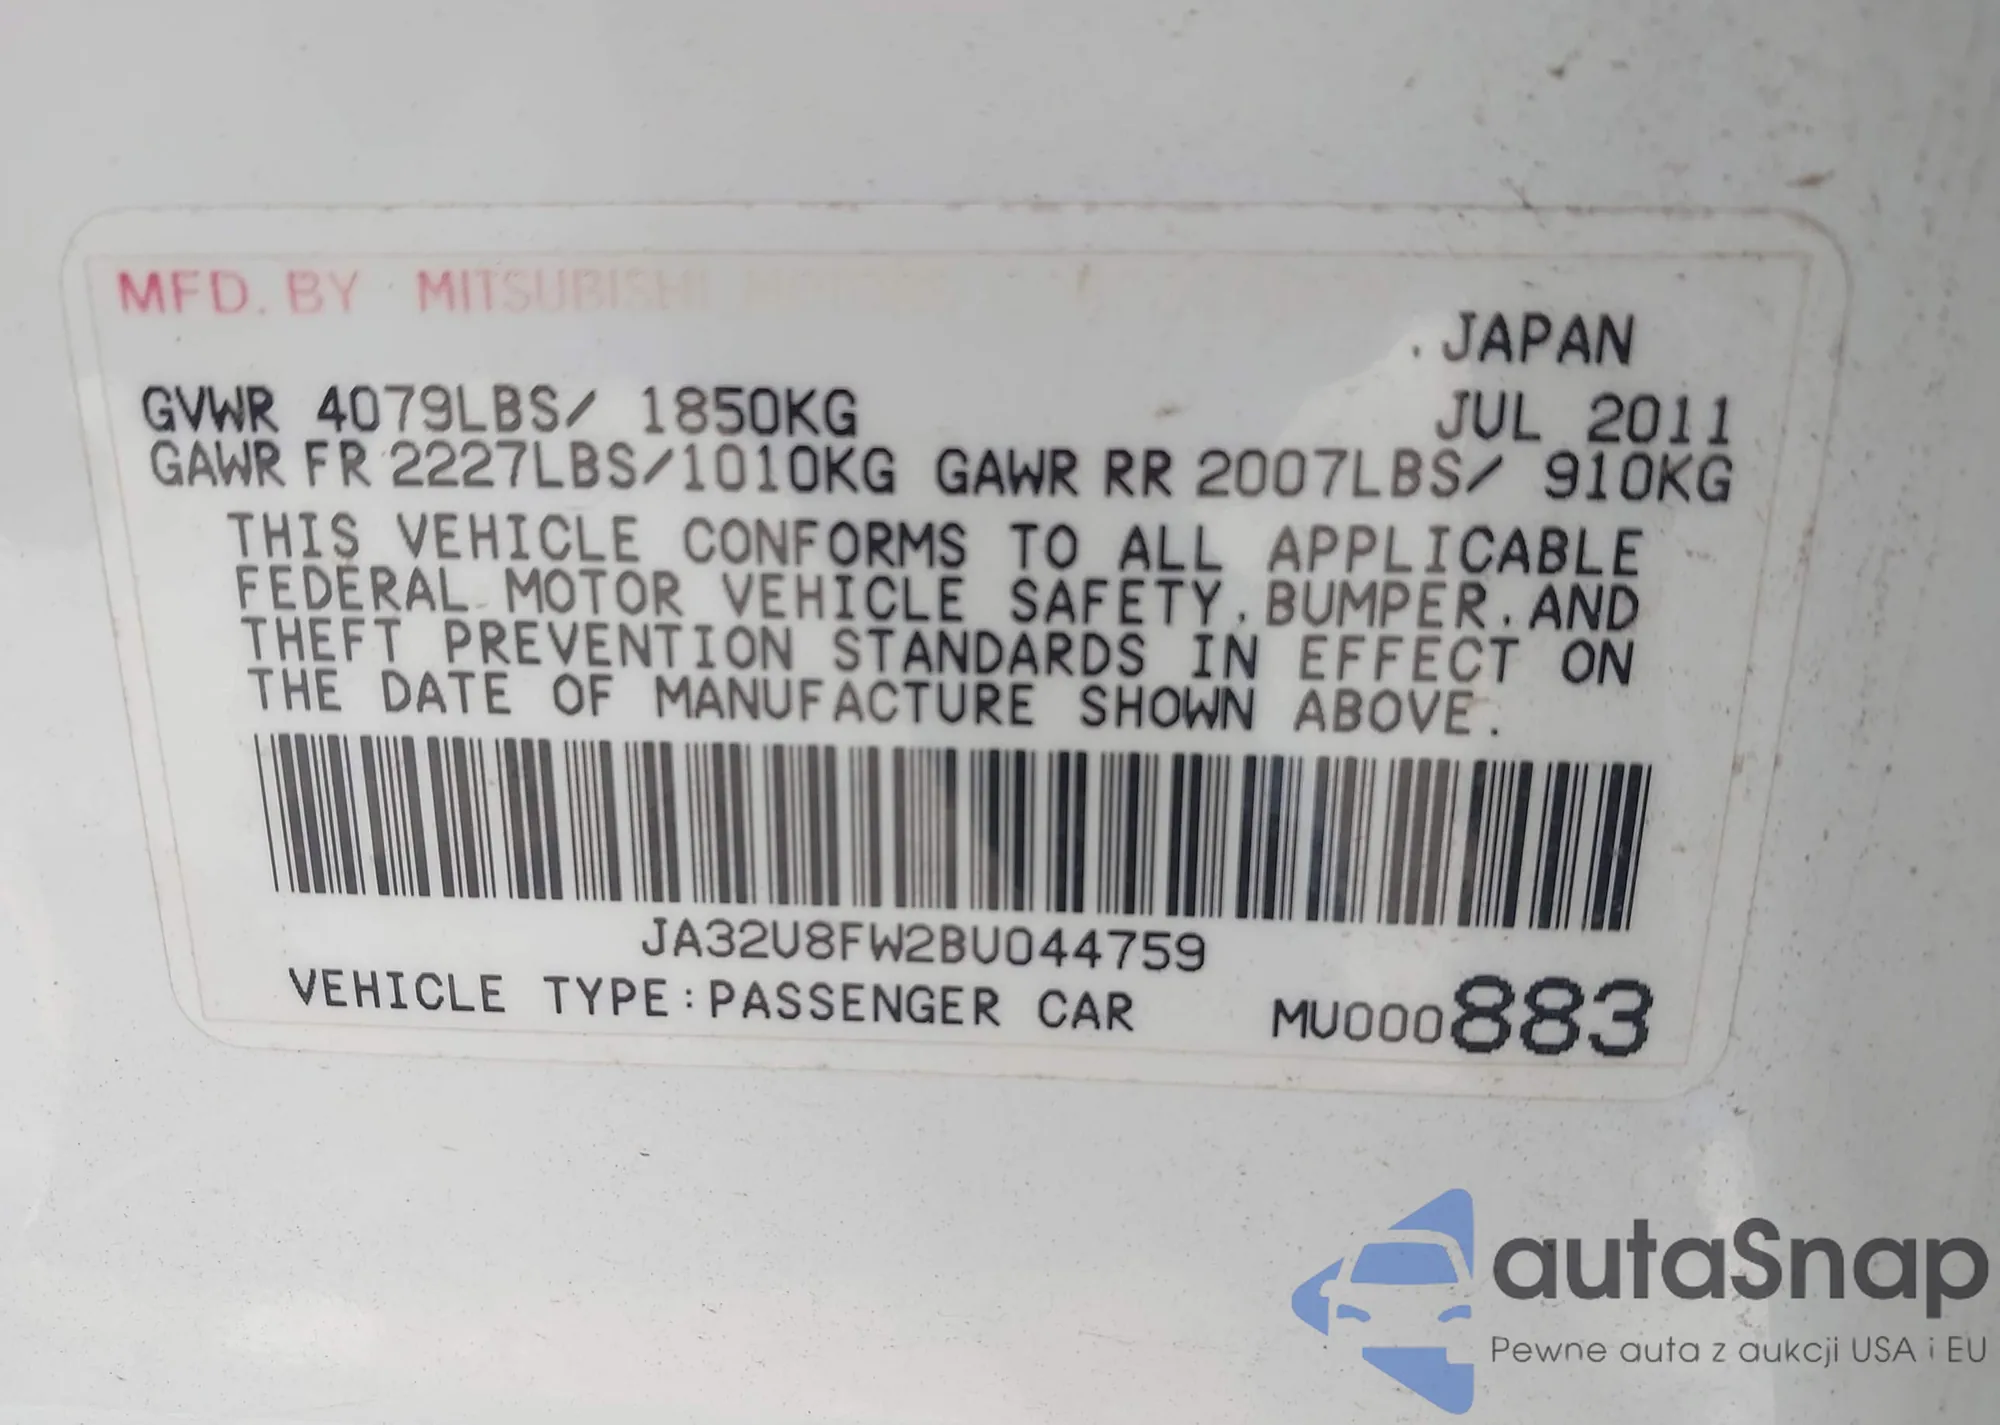 MFD. BY MITSUBISHI
JAPAN
GVWR 4079LBS/ 1850KG JUL 2011
GAWR FR 2227LBS/1010KG GAWR RR 2007LBS/ 910KG
THIS VEHICLE CONFORMS TO ALL APPLICABLE
FEDERAL MOTOR VEHICLE SAFETY, BUMPER, AND
THEFT PREVENTION STANDARDS IN EFFECT ON
THE DATE OF MANUFACTURE SHOWN ABOVE.
JA32U8FW2BU044759
VEHICLE TYPE:PASSENGER CAR MU000883
autaSnap
Pewne auta z aukcji USA i EU